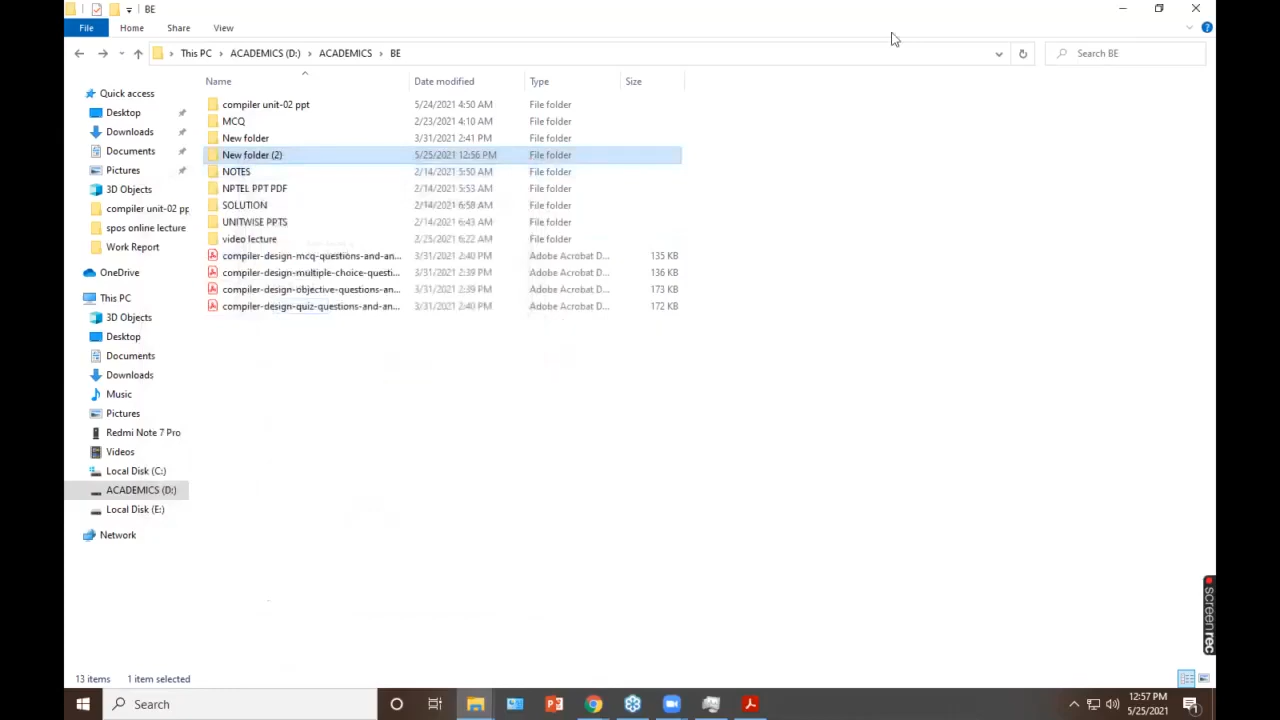 BE
File Home Share View
This PC ACADEMICS (D:) ACADEMICS BE Search BE
Name Date modified Type Size
Quick access
Desktop
Downloads
Documents
Pictures
3D Objects
compiler unit-02 pp
spos online lecture
Work Report
OneDrive
This PC
3D Objects
Desktop
Documents
Downloads
Music
Pictures
Redmi Note 7 Pro
Videos
Local Disk (C:)
ACADEMICS (D:)
Local Disk (E:)
Network
compiler unit-02 ppt 5/24/2021 4:50 AM File folder
MCQ 2/23/2021 4:10 AM File folder
New folder 3/31/2021 2:41 PM File folder
New folder (2) 5/25/2021 12:56 PM File folder
NOTES 2/14/2021 5:50 AM File folder
NPTEL PPT PDF 2/14/2021 5:53 AM File folder
SOLUTION 2/14/2021 6:58 AM File folder
UNITWISE PPTS 2/14/2021 6:43 AM File folder
video lecture 2/25/2021 6:22 AM File folder
compiler-design-mcq-questions-and-an... 3/31/2021 2:40 PM Adobe Acrobat D... 135 KB
compiler-design-multiple-choice-questi... 3/31/2021 2:39 PM Adobe Acrobat D... 136 KB
compiler-design-objective-questions-an... 3/31/2021 2:39 PM Adobe Acrobat D... 173 KB
compiler-design-quiz-questions-and-an... 3/31/2021 2:40 PM Adobe Acrobat D... 172 KB
screenrec
13 items 1 item selected
Search
12:57 PM
5/25/2021